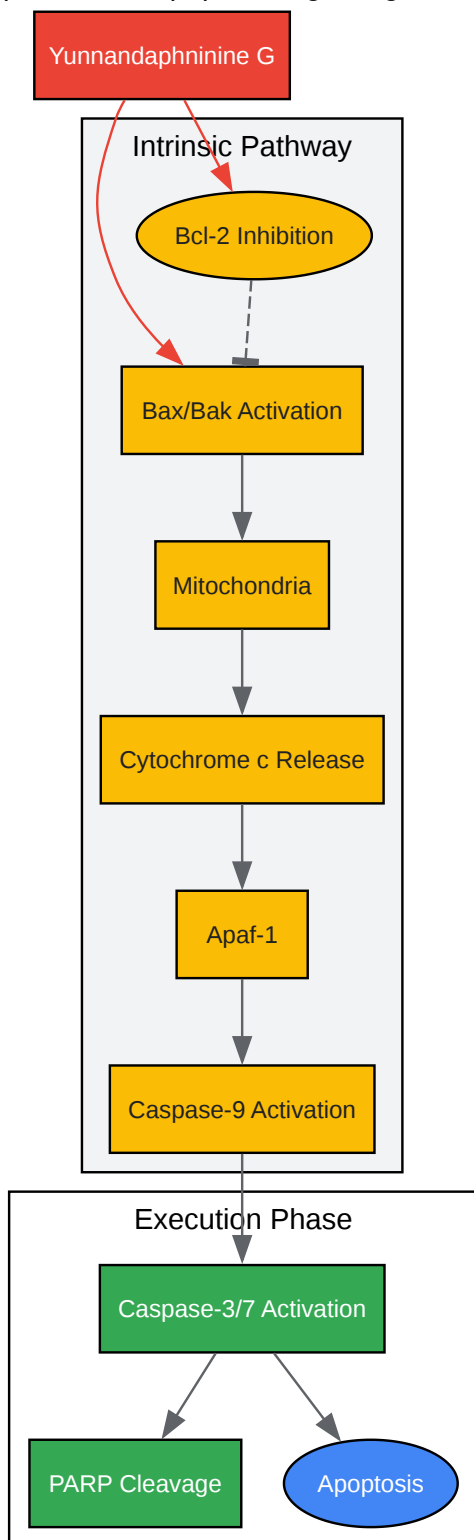 Yunnandaphninine G
Intrinsic Pathway
Bcl-2 Inhibition
Bax/Bak Activation
Mitochondria
Cytochrome c Release
Apaf-1
Caspase-9 Activation
Execution Phase
Caspase-3/7 Activation
PARP Cleavage
Apoptosis